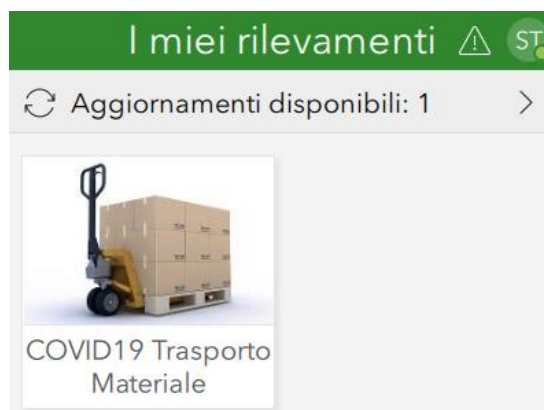 I miei rilevamenti
ST
Aggiornamenti disponibili: 1
COVID19 Trasporto
Materiale